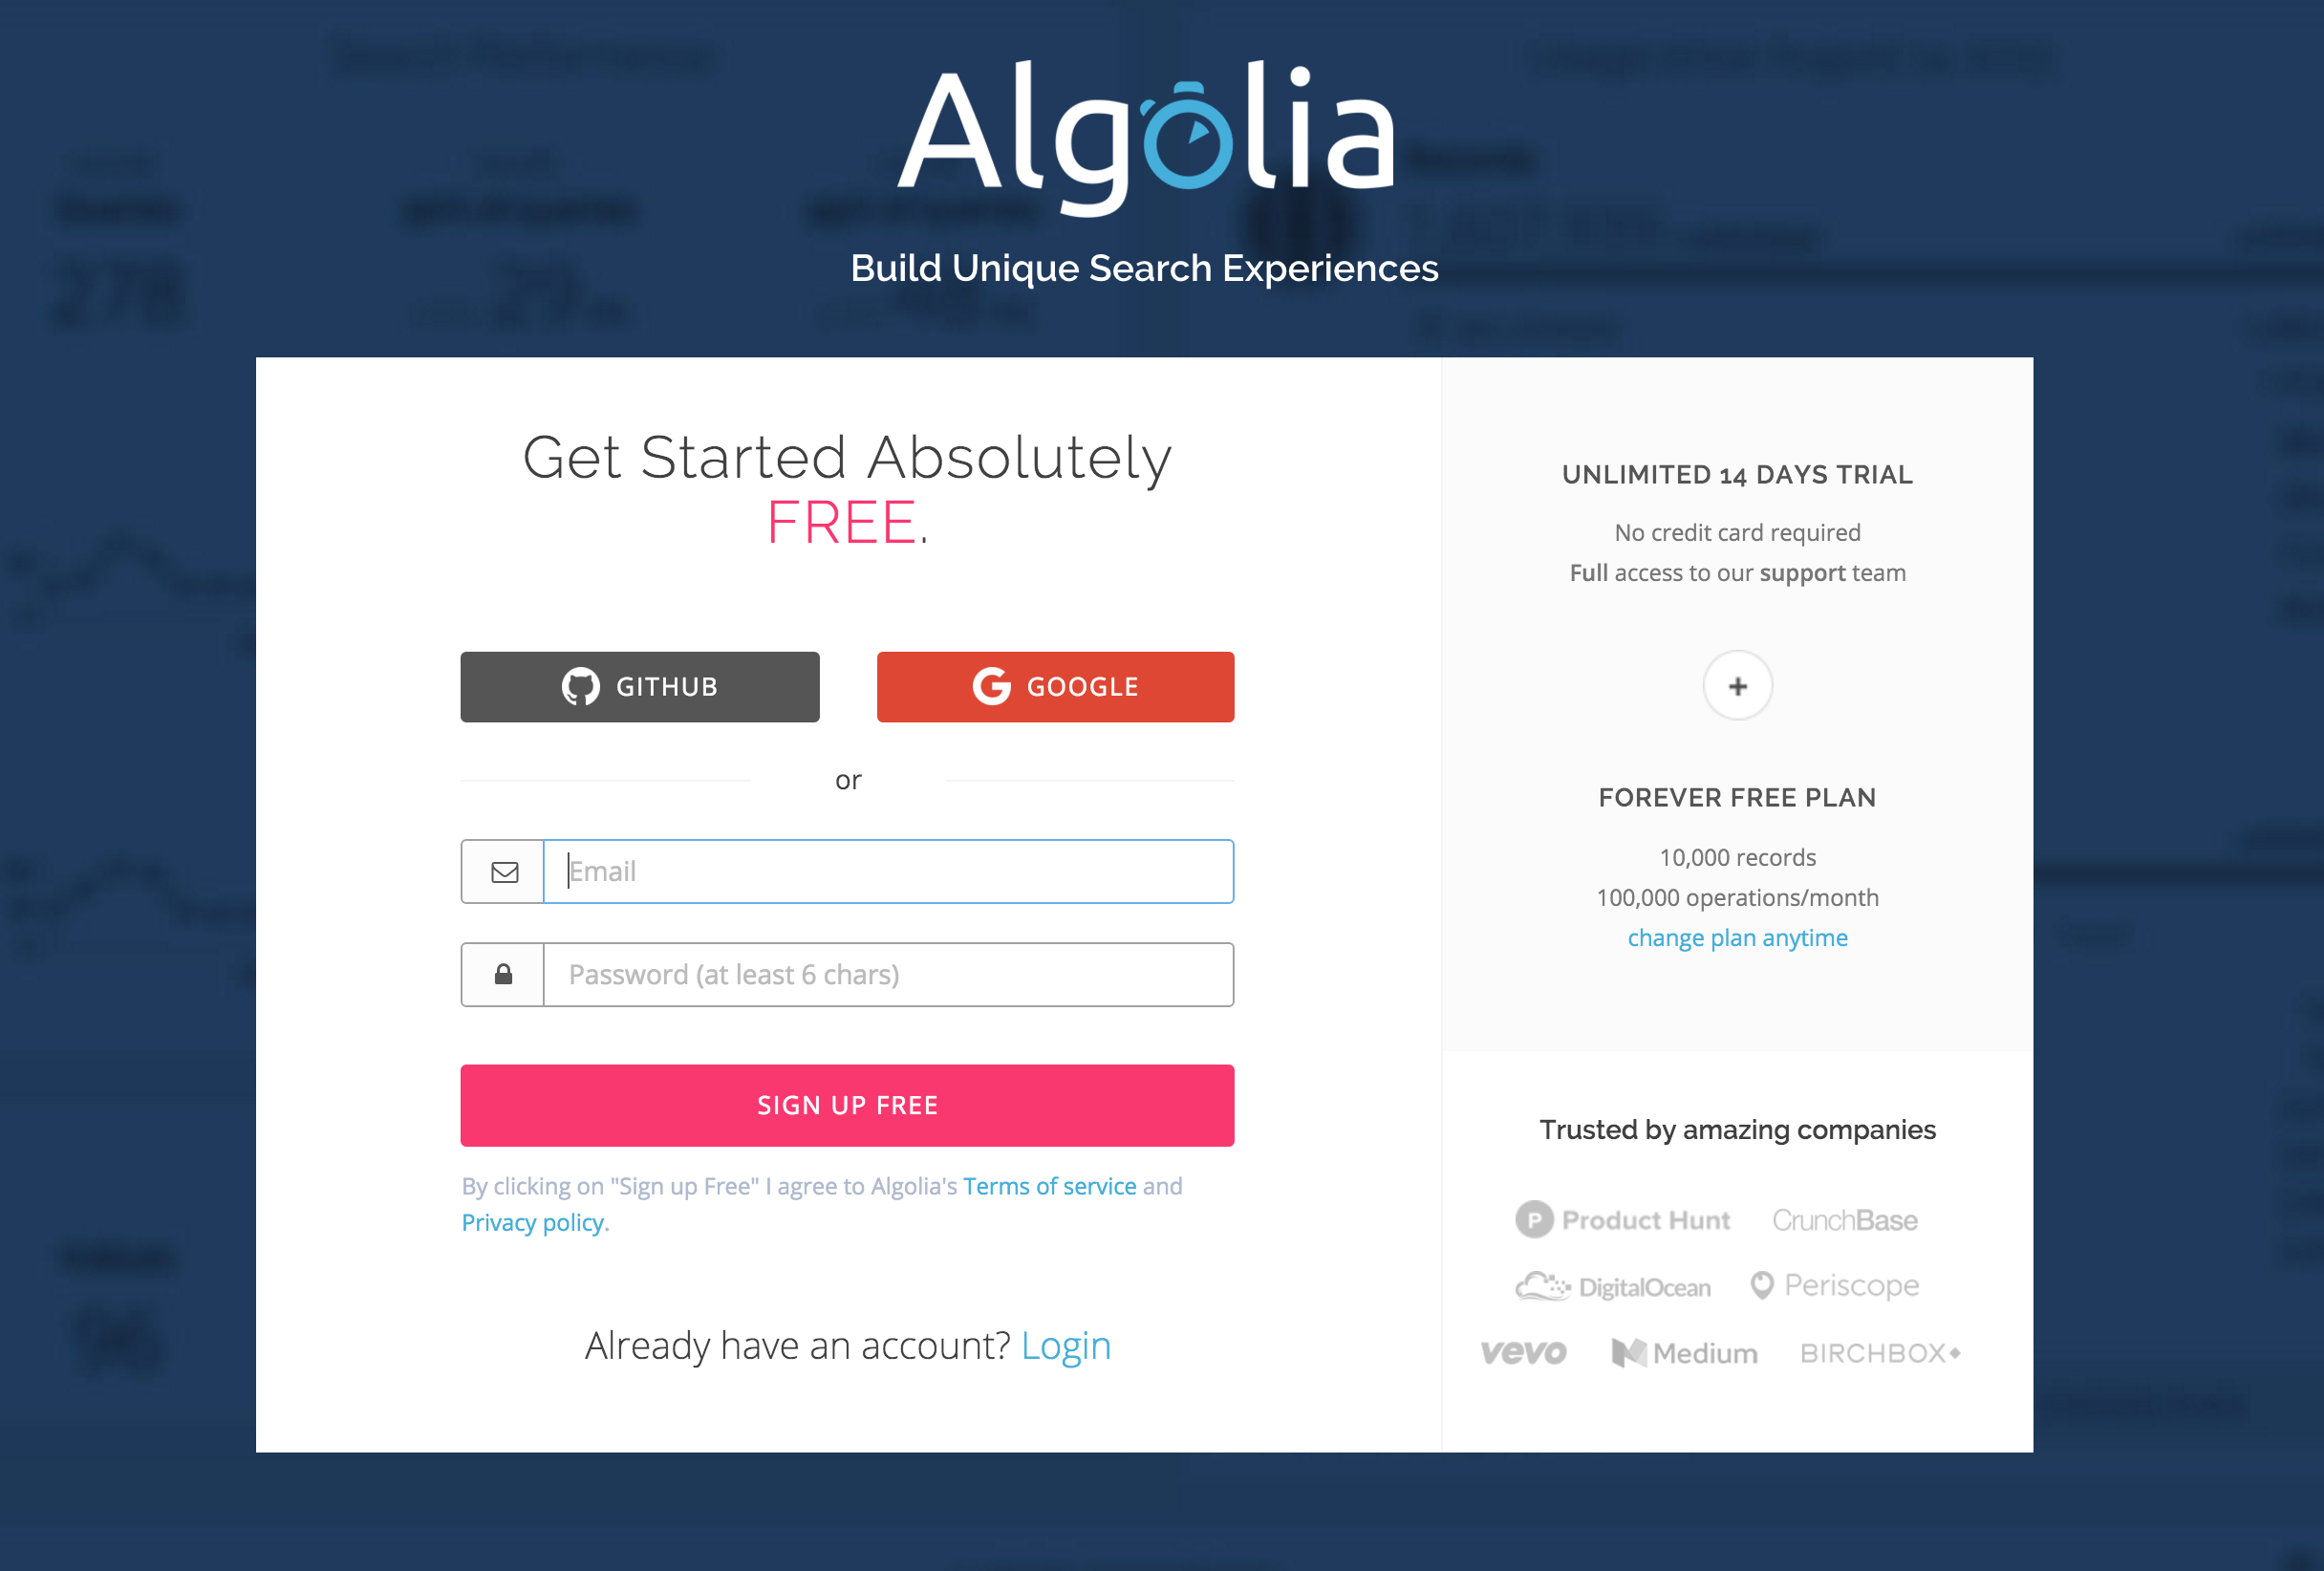 Algolia
Build Unique Search Experiences
278
29
Get Started Absolutely
FREE.
GITHUB
GOOGLE
or
Email
Password (at least 6 chars)
SIGN UP FREE
By clicking on "Sign up Free" I agree to Algolia's Terms of service and
Privacy policy.
Already have an account? Login
UNLIMITED 14 DAYS TRIAL
No credit card required
Full access to our support team
+
FOREVER FREE PLAN
10,000 records
100,000 operations/month
change plan anytime
Trusted by amazing companies
P Product Hunt CrunchBase
DigitalOcean Periscope
vevo Medium BIRCHBOX